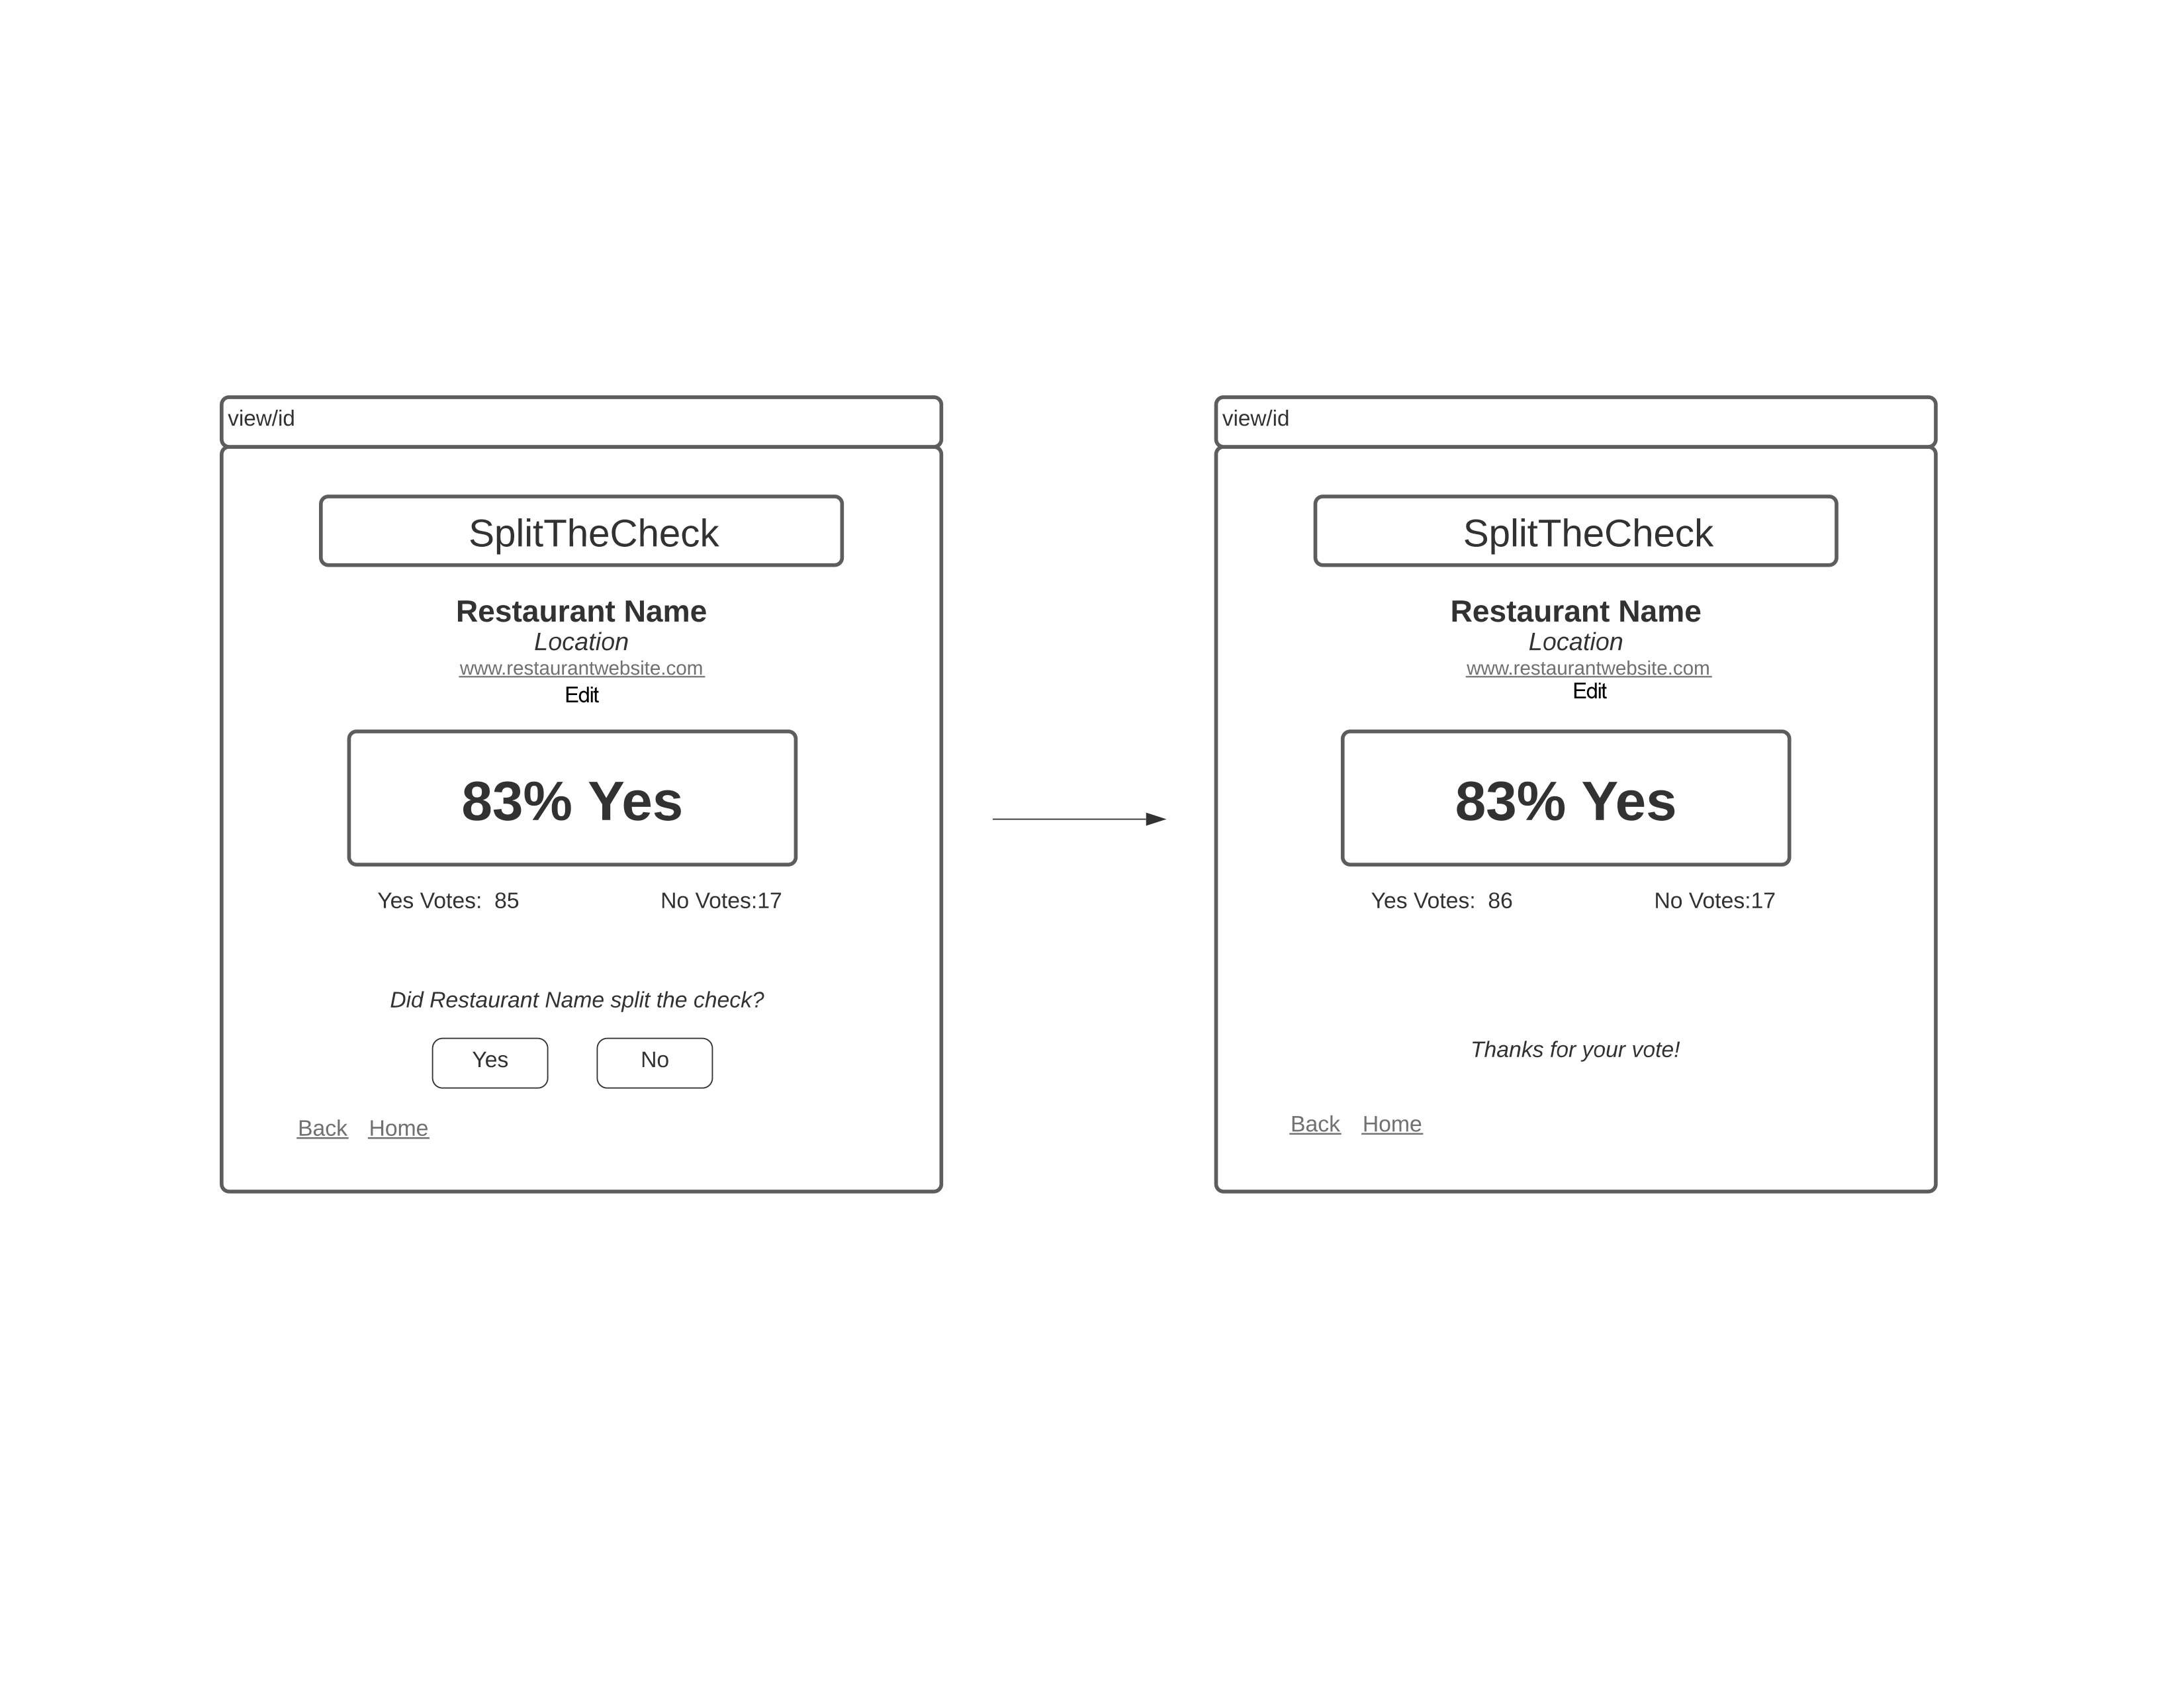 view/id
SplitTheCheck
Restaurant Name
Location
www.restaurantwebsite.com
Edit
83% Yes
Yes Votes:  85
No Votes:17
Did Restaurant Name split the check?
Yes
No
Back
Home
view/id
SplitTheCheck
Restaurant Name
Location
www.restaurantwebsite.com
Edit
83% Yes
Yes Votes:  86
No Votes:17
Thanks for your vote!
Back
Home